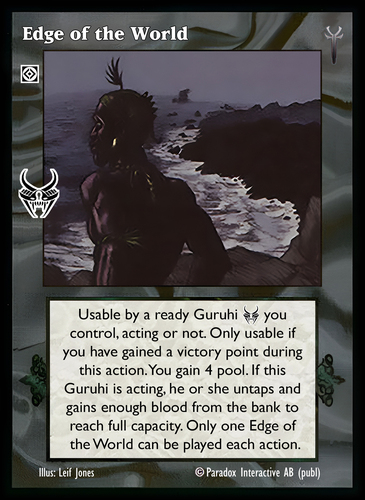 Edge of the World
Usable by a ready Guruhi you
control, acting or not. Only usable if
you have gained a victory point during
this action. You gain 4 pool. If this
Guruhi is acting, he or she untaps and
gains enough blood from the bank to
reach full capacity. Only one Edge of
the World can be played each action.
Illus: Leif Jones © Paradox Interactive AB (publ)